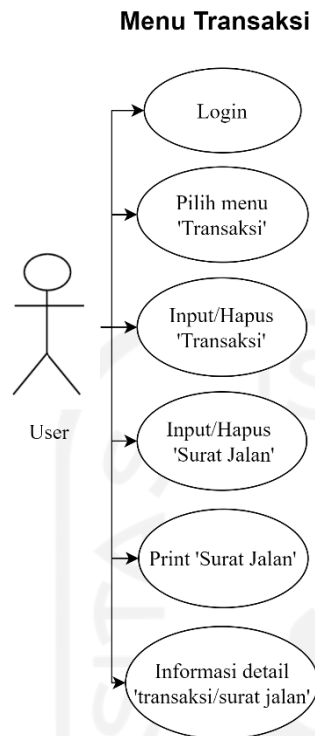 Menu Transaksi
Login
Pilih menu
'Transaksi'
Input/Hapus
'Transaksi'
User
Input/Hapus
'Surat Jalan'
Print 'Surat Jalan'
Informasi detail
'transaksi/surat jalan'